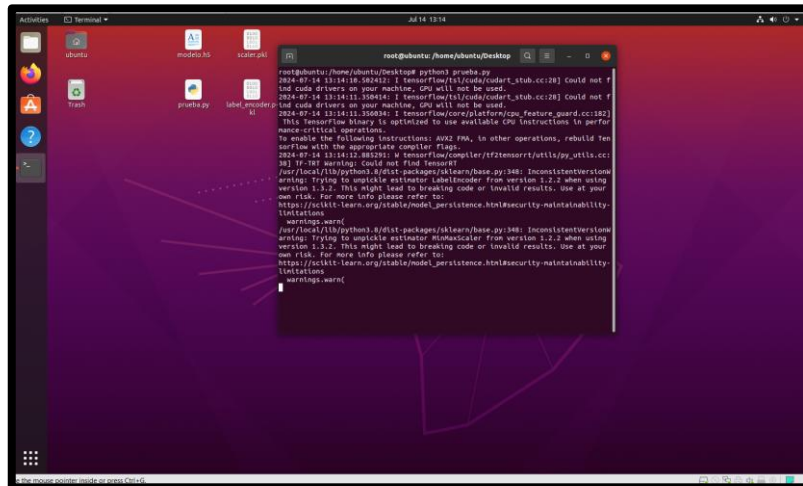 Activities Terminal Jul 14 13:14
ubuntu modelo.h5 scaler.pkl
Trash prueba.py label_encoder.p
kl
root@ubuntu: /home/ubuntu/Desktop
root@ubuntu:/home/ubuntu/Desktop# python3 prueba.py
2024-07-14 13:14:10.502412: I tensorflow/tsl/cuda/cudart_stub.cc:28] Could not f
ind cuda drivers on your machine, GPU will not be used.
2024-07-14 13:14:11.350414: I tensorflow/tsl/cuda/cudart_stub.cc:28] Could not f
ind cuda drivers on your machine, GPU will not be used.
2024-07-14 13:14:11.356034: I tensorflow/core/platform/cpu_feature_guard.cc:182]
This TensorFlow binary is optimized to use available CPU instructions in perfor
mance-critical operations.
To enable the following instructions: AVX2 FMA, in other operations, rebuild Ten
sorFlow with the appropriate compiler flags.
2024-07-14 13:14:12.885291: W tensorflow/compiler/tf2tensorrt/utils/py_utils.cc:
38] TF-TRT Warning: Could not find TensorRT
/usr/local/lib/python3.8/dist-packages/sklearn/base.py:348: InconsistentVersionW
arning: Trying to unpickle estimator LabelEncoder from version 1.2.2 when using
version 1.3.2. This might lead to breaking code or invalid results. Use at your
own risk. For more info please refer to:
https://scikit-learn.org/stable/model_persistence.html#security-maintainability-
limitations
warnings.warn(
/usr/local/lib/python3.8/dist-packages/sklearn/base.py:348: InconsistentVersionW
arning: Trying to unpickle estimator MinMaxScaler from version 1.2.2 when using
version 1.3.2. This might lead to breaking code or invalid results. Use at your
own risk. For more info please refer to:
https://scikit-learn.org/stable/model_persistence.html#security-maintainability-
limitations
warnings.warn(
e the mouse pointer inside or press Ctrl+G.